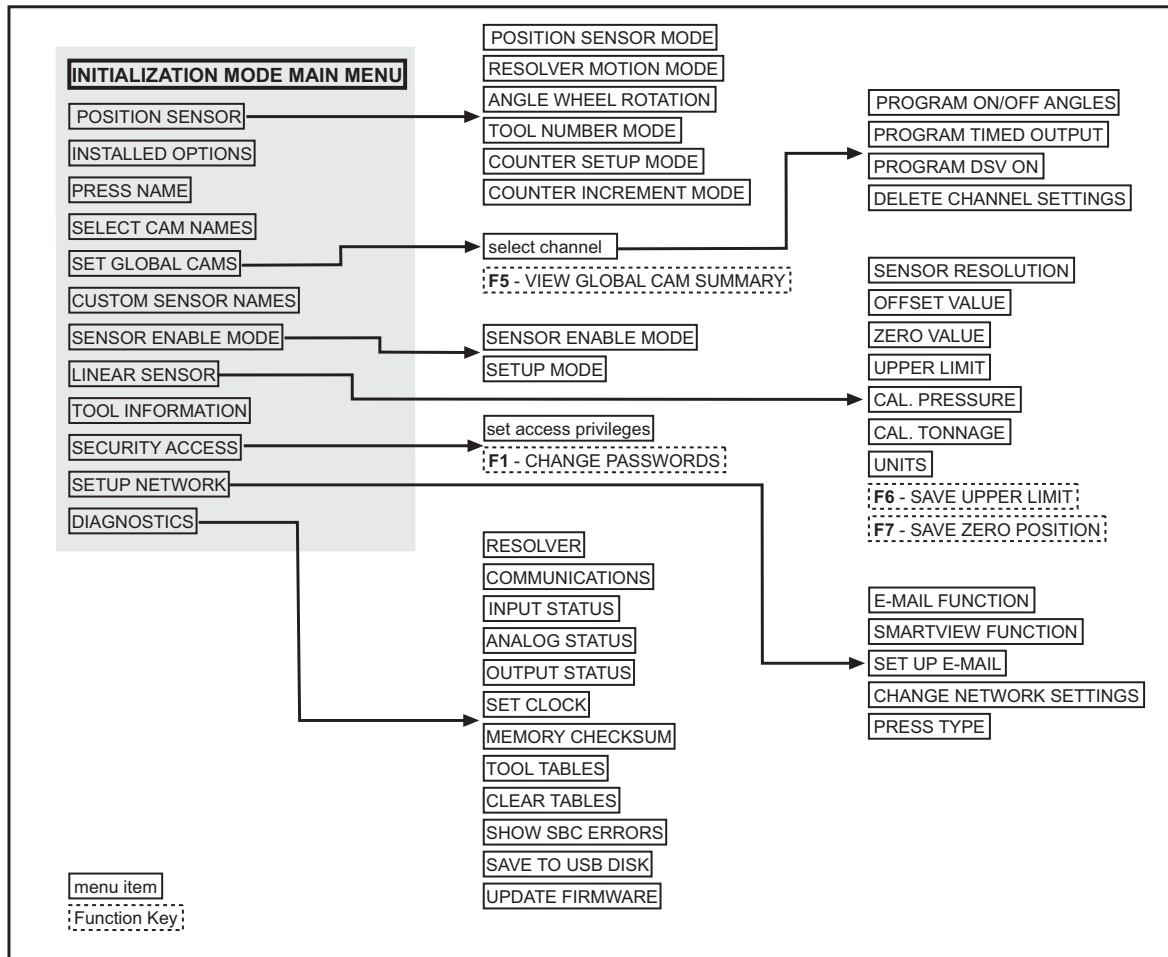 INITIALIZATION MODE MAIN MENU
POSITION SENSOR
INSTALLED OPTIONS
PRESS NAME
SELECT CAM NAMES
SET GLOBAL CAMS
CUSTOM SENSOR NAMES
SENSOR ENABLE MODE
LINEAR SENSOR
TOOL INFORMATION
SECURITY ACCESS
SETUP NETWORK
DIAGNOSTICS
POSITION SENSOR MODE
RESOLVER MOTION MODE
ANGLE WHEEL ROTATION
TOOL NUMBER MODE
COUNTER SETUP MODE
COUNTER INCREMENT MODE
select channel
F5 - VIEW GLOBAL CAM SUMMARY
SENSOR ENABLE MODE
SETUP MODE
set access privileges
F1 - CHANGE PASSWORDS
RESOLVER
COMMUNICATIONS
INPUT STATUS
ANALOG STATUS
OUTPUT STATUS
SET CLOCK
MEMORY CHECKSUM
TOOL TABLES
CLEAR TABLES
SHOW SBC ERRORS
SAVE TO USB DISK
UPDATE FIRMWARE
PROGRAM ON/OFF ANGLES
PROGRAM TIMED OUTPUT
PROGRAM DSV ON
DELETE CHANNEL SETTINGS
SENSOR RESOLUTION
OFFSET VALUE
ZERO VALUE
UPPER LIMIT
CAL. PRESSURE
CAL. TONNAGE
UNITS
F6 - SAVE UPPER LIMIT
F7 - SAVE ZERO POSITION
E-MAIL FUNCTION
SMARTVIEW FUNCTION
SET UP E-MAIL
CHANGE NETWORK SETTINGS
PRESS TYPE
menu item
Function Key